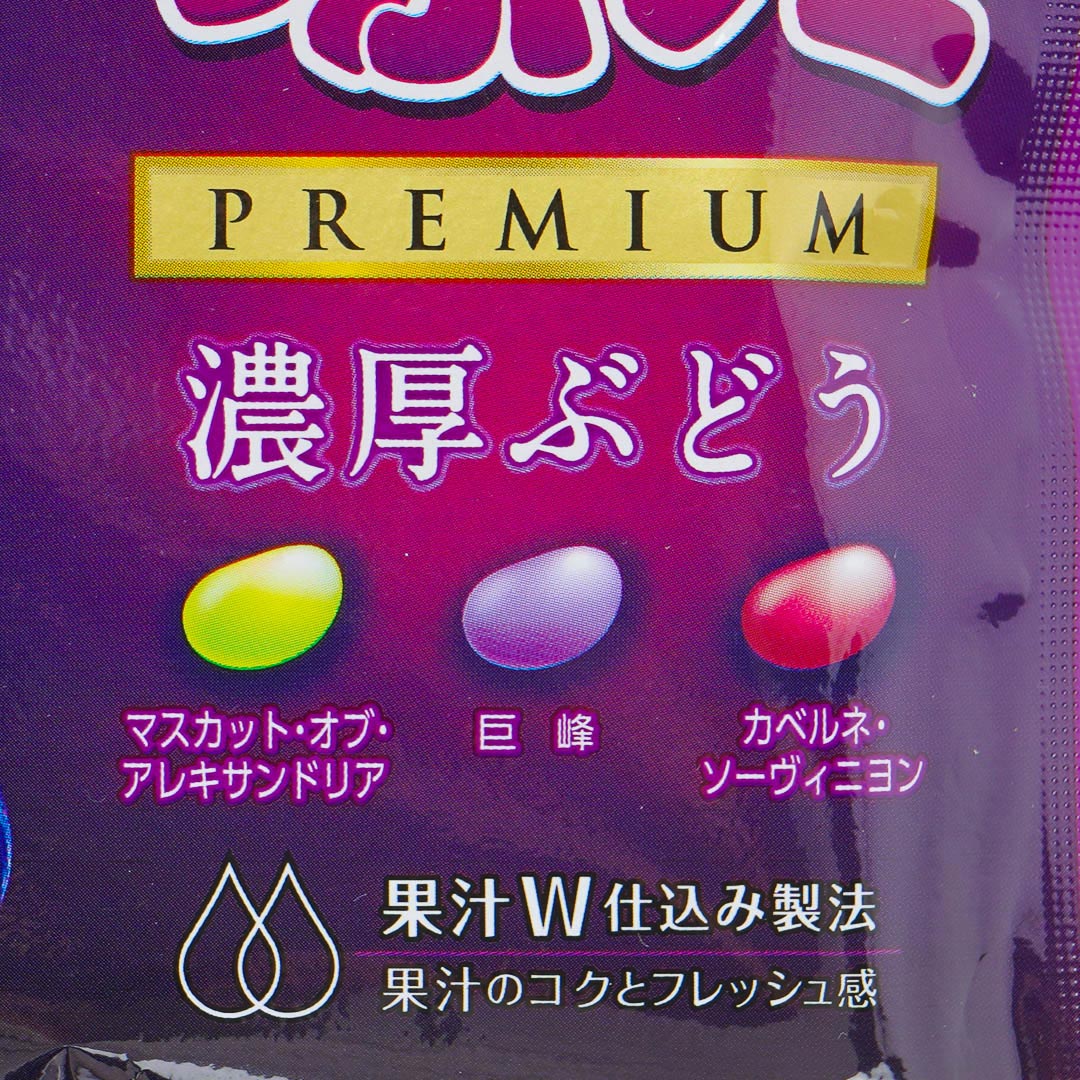 PREMIUM
濃厚ぶどう
マスカット・オブ・
アレキサンドリア
巨峰
カベルネ・
ソーヴィニヨン
果汁W仕込み製法
果汁のコクとフレッシュ感